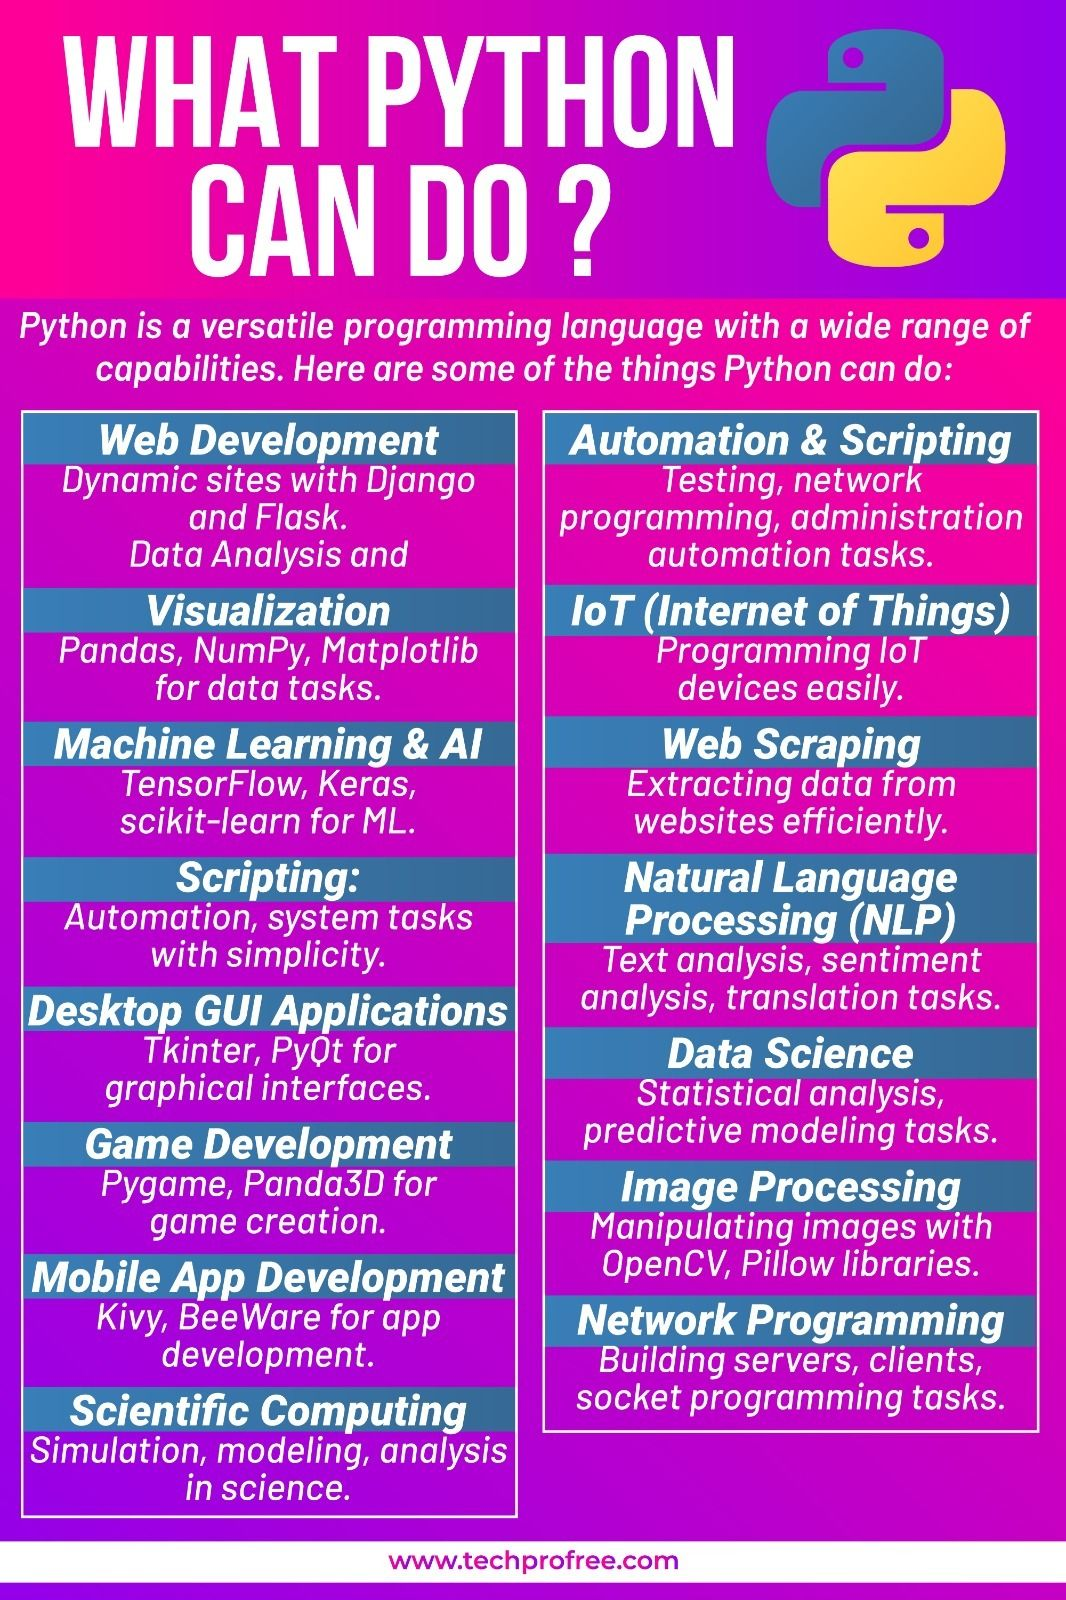 WHAT PYTHON
CAN DO ?
Python is a versatile programming language with a wide range of
capabilities. Here are some of the things Python can do:
Web Development
Dynamic sites with Django
and Flask.
Data Analysis and
Visualization
Pandas, NumPy, Matplotlib
for data tasks.
Machine Learning & AI
TensorFlow, Keras,
scikit-learn for ML.
Scripting:
Automation, system tasks
with simplicity.
Desktop GUI Applications
Tkinter, PyQt for
graphical interfaces.
Game Development
Pygame, Panda3D for
game creation.
Mobile App Development
Kivy, BeeWare for app
development.
Scientific Computing
Simulation, modeling, analysis
in science.
Automation & Scripting
Testing, network
programming, administration
automation tasks.
IoT (Internet of Things)
Programming IoT
devices easily.
Web Scraping
Extracting data from
websites efficiently.
Natural Language
Processing (NLP)
Text analysis, sentiment
analysis, translation tasks.
Data Science
Statistical analysis,
predictive modeling tasks.
Image Processing
Manipulating images with
OpenCV, Pillow libraries.
Network Programming
Building servers, clients,
socket programming tasks.
www.techprofree.com